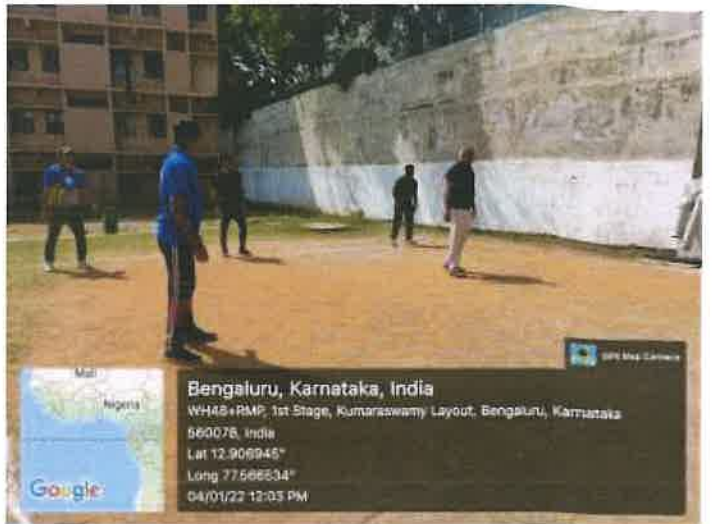 GPS Map Camera
Mali
Nigeria
Google
Bengaluru, Karnataka, India
WH48+RMP, 1st Stage, Kumaraswamy Layout, Bengaluru, Karnataka
560078, India
Lat 12.906945°
Long 77.566534°
04/01/22 12:03 PM